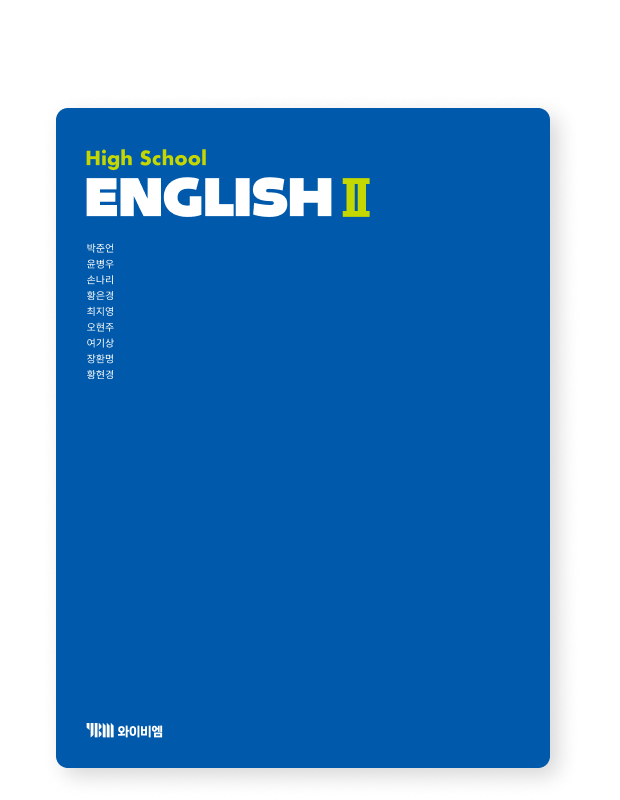 High School
ENGLISH II
박준언
윤병우
손나리
황은경
최지영
오현주
여기상
장환명
황현경
YBM 와이비엠